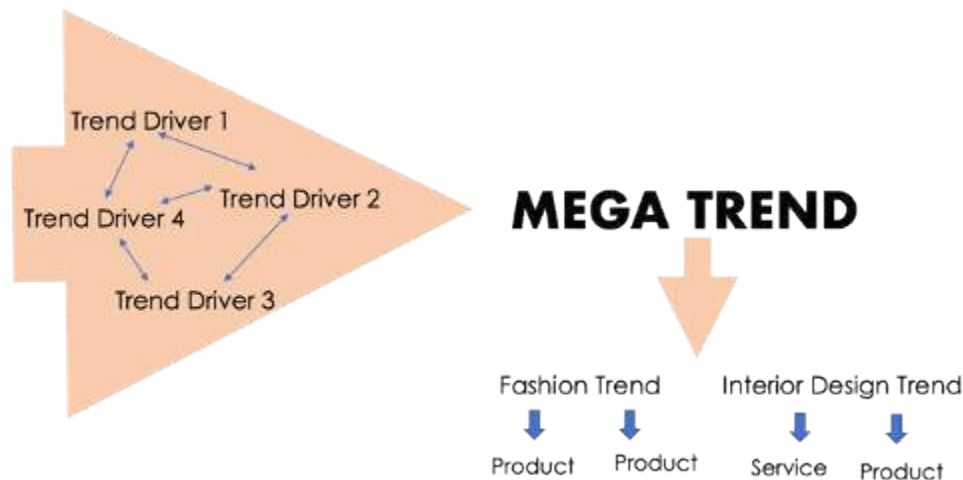 Trend Driver 1
Trend Driver 2
Trend Driver 4
Trend Driver 3
MEGA TREND
Fashion Trend
Interior Design Trend
Product
Product
Service
Product